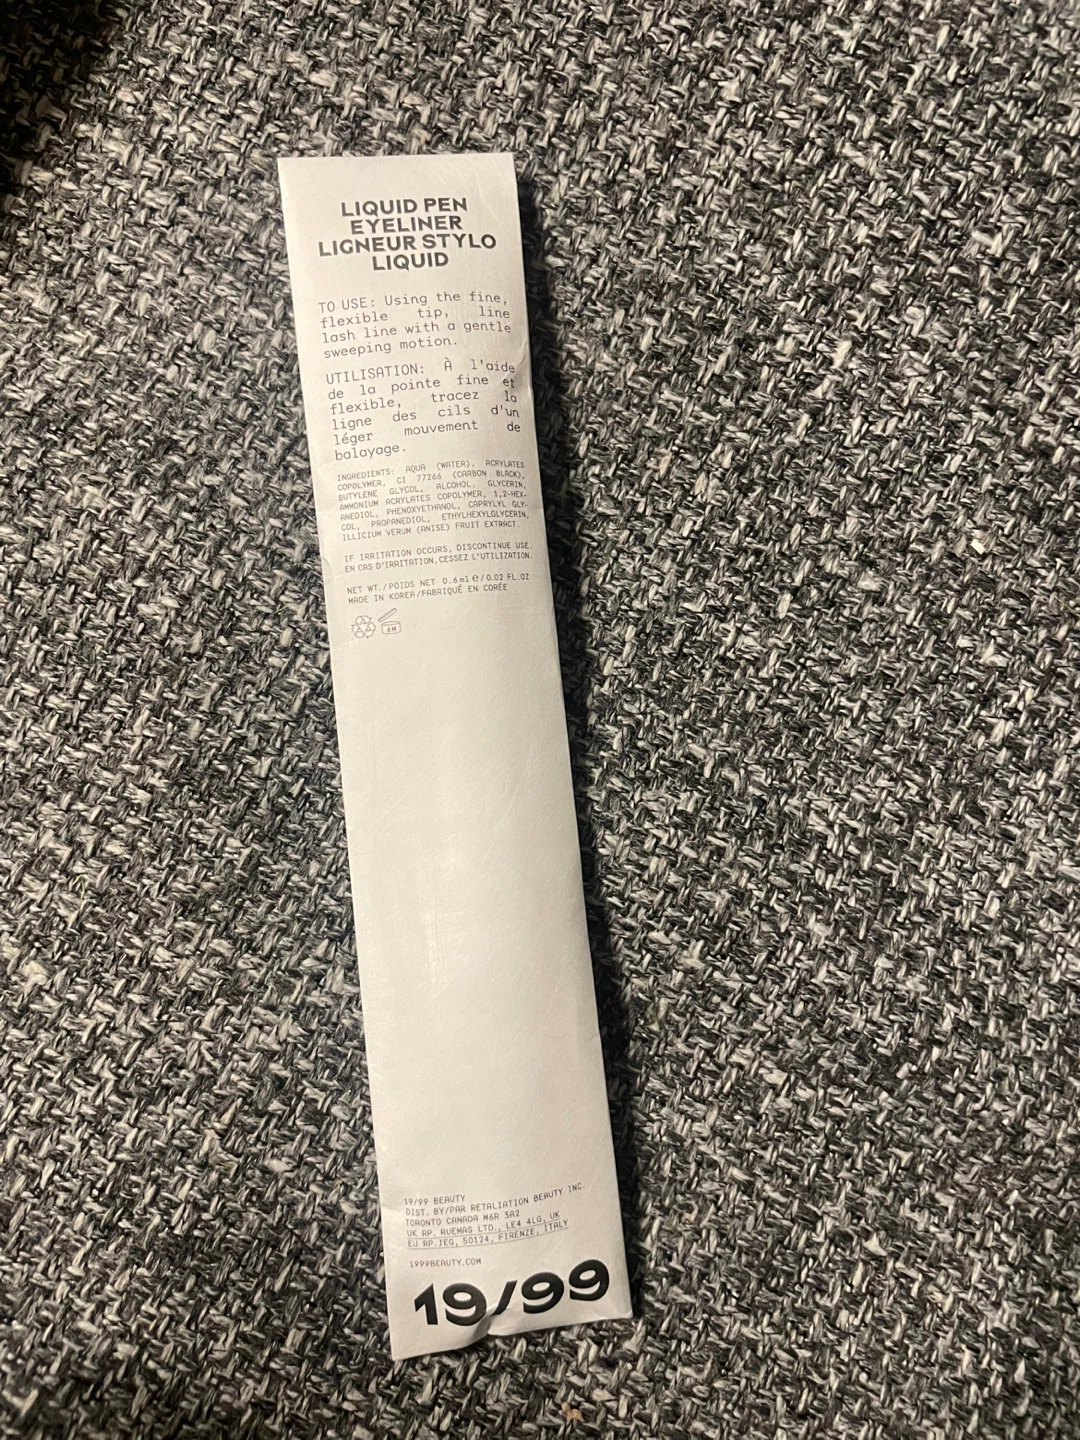 LIQUID PEN
EYELINER
LIGNEUR STYLO
LIQUID
TO USE: Using the fine,
flexible tip, line
lash line with a gentle
sweeping motion.
UTILISATION: À l'aide
de la pointe fine et
flexible, tracez la
ligne des cils d'un
léger mouvement de
balayage.
INGREDIENTS: AQUA (WATER), ACRYLATES
COPOLYMER, CI 77266 (CARBON BLACK),
BUTYLENE GLYCOL, ALCOHOL, GLYCERIN,
AMMONIUM ACRYLATES COPOLYMER, 1,2-HEX-
ANEDIOL, PHENOXYETHANOL, CAPRYLYL GLY-
COL, PROPANEDIOL, ETHYLHEXYLGLYCERIN,
ILLICIUM VERUM (ANISE) FRUIT EXTRACT.
IF IRRITATION OCCURS, DISCONTINUE USE.
EN CAS D'IRRITATION,CESSEZ L'UTILIZATION.
NET WT./POIDS NET 0.6ml ℮/0.02 FL.OZ
MADE IN KOREA/FABRIQUÉ EN CORÉE
6M
19/99 BEAUTY
DIST. BY/PAR RETALIATION BEAUTY INC.
TORONTO CANADA M6R 3A2
UK RP. RUEMAS LTD., LE4 4LG, UK
EU RP.IEG, 50124, FIRENZE, ITALY
1999BEAUTY.COM
19/99